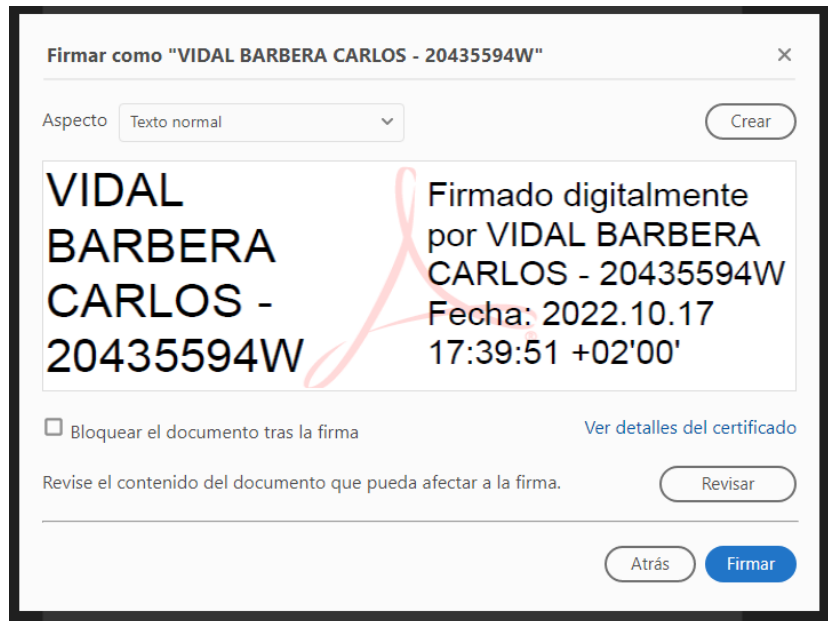 Firmar como "VIDAL BARBERA CARLOS - 20435594W"
Aspecto
Texto normal
Crear
VIDAL
BARBERA
CARLOS -
20435594W
Firmado digitalmente
por VIDAL BARBERA
CARLOS - 20435594W
Fecha: 2022.10.17
17:39:51 +02'00'
Bloquear el documento tras la firma
Ver detalles del certificado
Revise el contenido del documento que pueda afectar a la firma.
Revisar
Atrás
Firmar